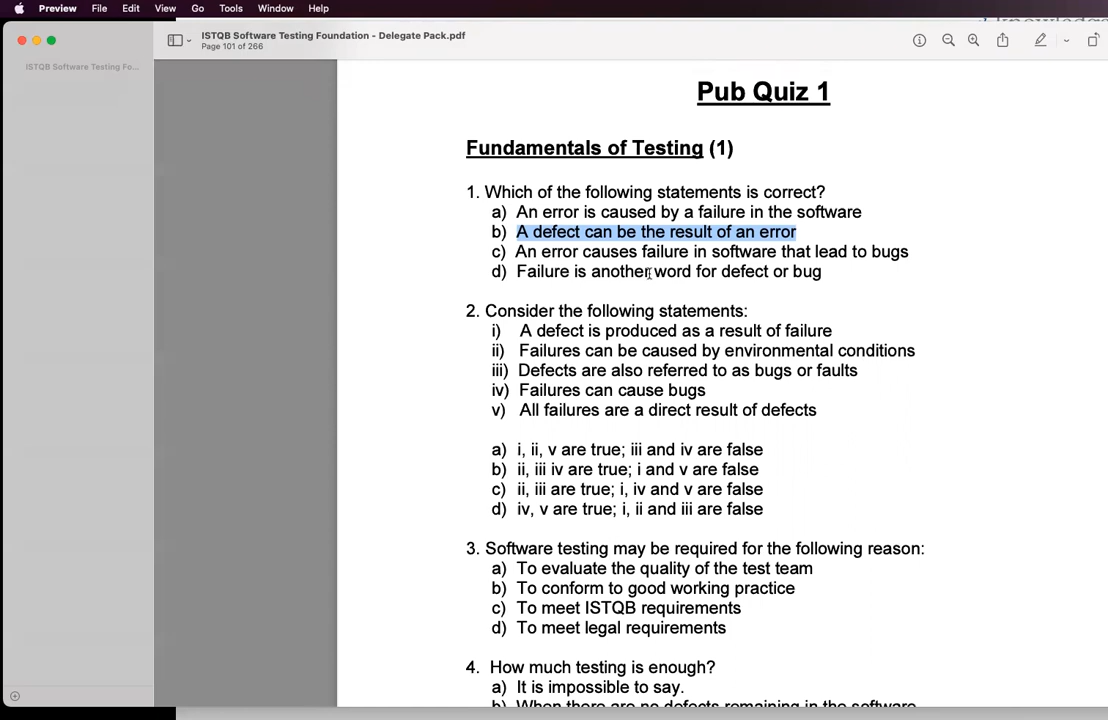 Preview File Edit View Go Tools Window Help
ISTQB Software Testing Foundation - Delegate Pack.pdf
Page 101 of 266
ISTQB Software Testing Fo...
Pub Quiz 1
Fundamentals of Testing (1)
1. Which of the following statements is correct?
a) An error is caused by a failure in the software
b) A defect can be the result of an error
c) An error causes failure in software that lead to bugs
d) Failure is another word for defect or bug
2. Consider the following statements:
i) A defect is produced as a result of failure
ii) Failures can be caused by environmental conditions
iii) Defects are also referred to as bugs or faults
iv) Failures can cause bugs
v) All failures are a direct result of defects
a) i, ii, v are true; iii and iv are false
b) ii, iii iv are true; i and v are false
c) ii, iii are true; i, iv and v are false
d) iv, v are true; i, ii and iii are false
3. Software testing may be required for the following reason:
a) To evaluate the quality of the test team
b) To conform to good working practice
c) To meet ISTQB requirements
d) To meet legal requirements
4. How much testing is enough?
a) It is impossible to say.
b) When there are no defects remaining in the software